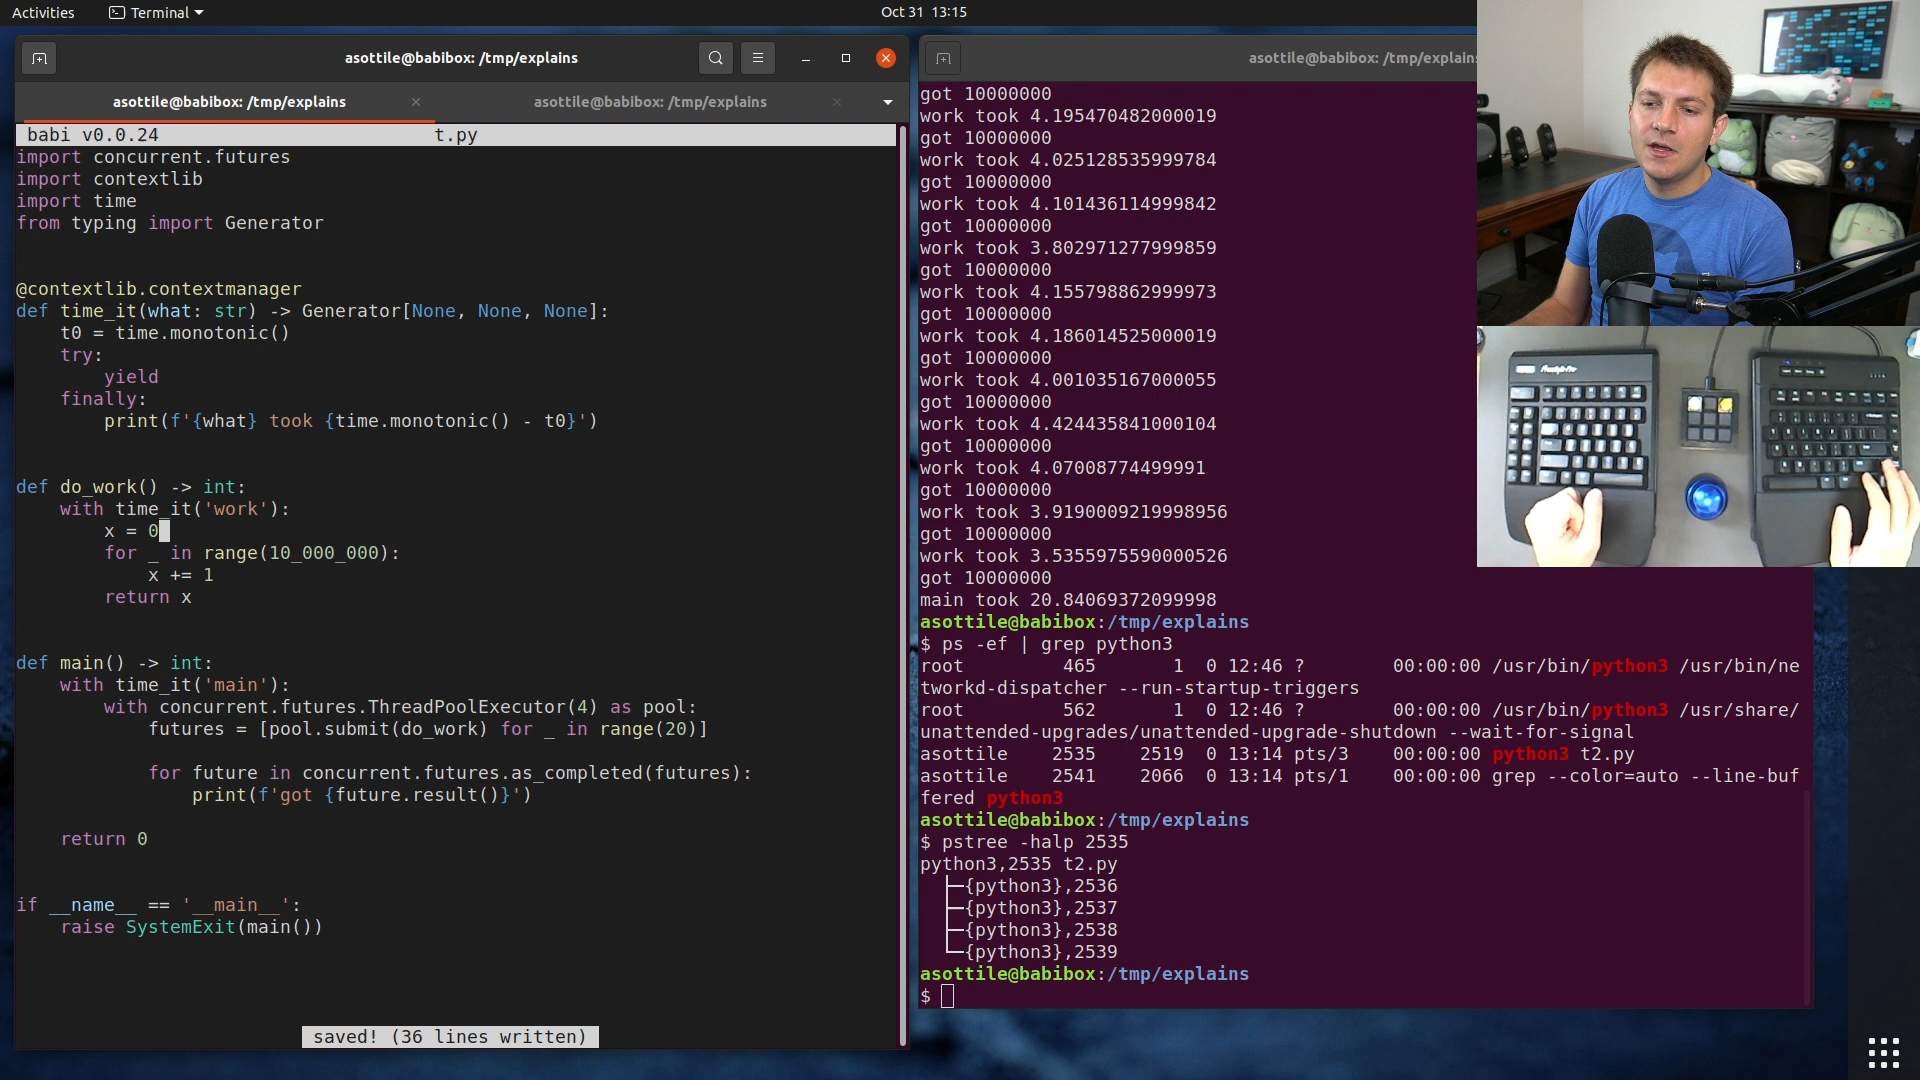 Activities
Terminal
Oct 31 13:15
asottile@babibox: /tmp/explains
asottile@babibox: /tmp/explains
asottile@babibox: /tmp/explains
babi v0.0.24 t.py
import concurrent.futures
import contextlib
import time
from typing import Generator
@contextlib.contextmanager
def time_it(what: str) -> Generator[None, None, None]:
    t0 = time.monotonic()
    try:
        yield
    finally:
        print(f'{what} took {time.monotonic() - t0}')
def do_work() -> int:
    with time_it('work'):
        x = 0
        for _ in range(10_000_000):
            x += 1
        return x
def main() -> int:
    with time_it('main'):
        with concurrent.futures.ThreadPoolExecutor(4) as pool:
            futures = [pool.submit(do_work) for _ in range(20)]
            for future in concurrent.futures.as_completed(futures):
                print(f'got {future.result()}')
    return 0
if __name__ == '__main__':
    raise SystemExit(main())
saved! (36 lines written)
asottile@babibox: /tmp/explains
got 10000000
work took 4.195470482000019
got 10000000
work took 4.025128535999784
got 10000000
work took 4.101436114999842
got 10000000
work took 3.802971277999859
got 10000000
work took 4.155798862999973
got 10000000
work took 4.186014525000019
got 10000000
work took 4.001035167000055
got 10000000
work took 4.424435841000104
got 10000000
work took 4.07008774499991
got 10000000
work took 3.9190009219998956
got 10000000
work took 3.5355975590000526
got 10000000
main took 20.84069372099998
asottile@babibox:/tmp/explains
$ ps -ef | grep python3
root 465 1 0 12:46 ? 00:00:00 /usr/bin/python3 /usr/bin/ne
tworkd-dispatcher --run-startup-triggers
root 562 1 0 12:46 ? 00:00:00 /usr/bin/python3 /usr/share/
unattended-upgrades/unattended-upgrade-shutdown --wait-for-signal
asottile 2535 2519 0 13:14 pts/3 00:00:00 python3 t2.py
asottile 2541 2066 0 13:14 pts/1 00:00:00 grep --color=auto --line-buf
fered python3
asottile@babibox:/tmp/explains
$ pstree -halp 2535
python3,2535 t2.py
├─{python3},2536
├─{python3},2537
├─{python3},2538
└─{python3},2539
asottile@babibox:/tmp/explains
$